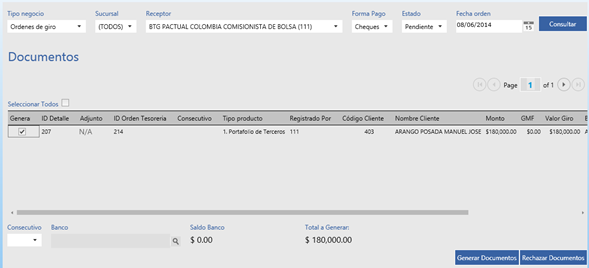 Tipo negocio Sucursal Receptor Forma Pago Estado Fecha orden
Ordenes de giro (TODOS) BTG PACTUAL COLOMBIA COMISIONISTA DE BOLSA (111) Cheques Pendiente 08/06/2014 15 Consultar
Documentos
Page 1 of 1
Seleccionar Todos
Genera ID Detalle Adjunto ID Orden Tesoreria Consecutivo Tipo producto Registrado Por Código Cliente Nombre Cliente Monto GMF Valor Giro
207 N/A 214 1. Portafolio de Terceros 111 403 ARANGO POSADA MANUEL JOSE $180,000.00 $0.00 $180,000.00
Consecutivo Banco Saldo Banco Total a Generar:
$ 0.00 $ 180,000.00
Generar Documentos Rechazar Documentos